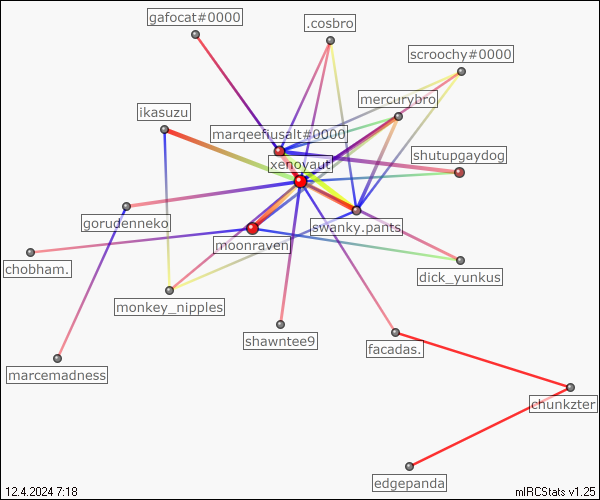 gafocat#0000
.cosbro
scroochy#0000
mercurybro
ikasuzu
marqeefiusalt#0000
shutupgaydog
xenoyaut
gorudenneko
swanky.pants
moonraven
chobham.
dick_yunkus
monkey_nipples
shawntee9
facadas.
marcemadness
chunkzter
edgepanda
12.4.2024 7:18
mIRCStats v1.25